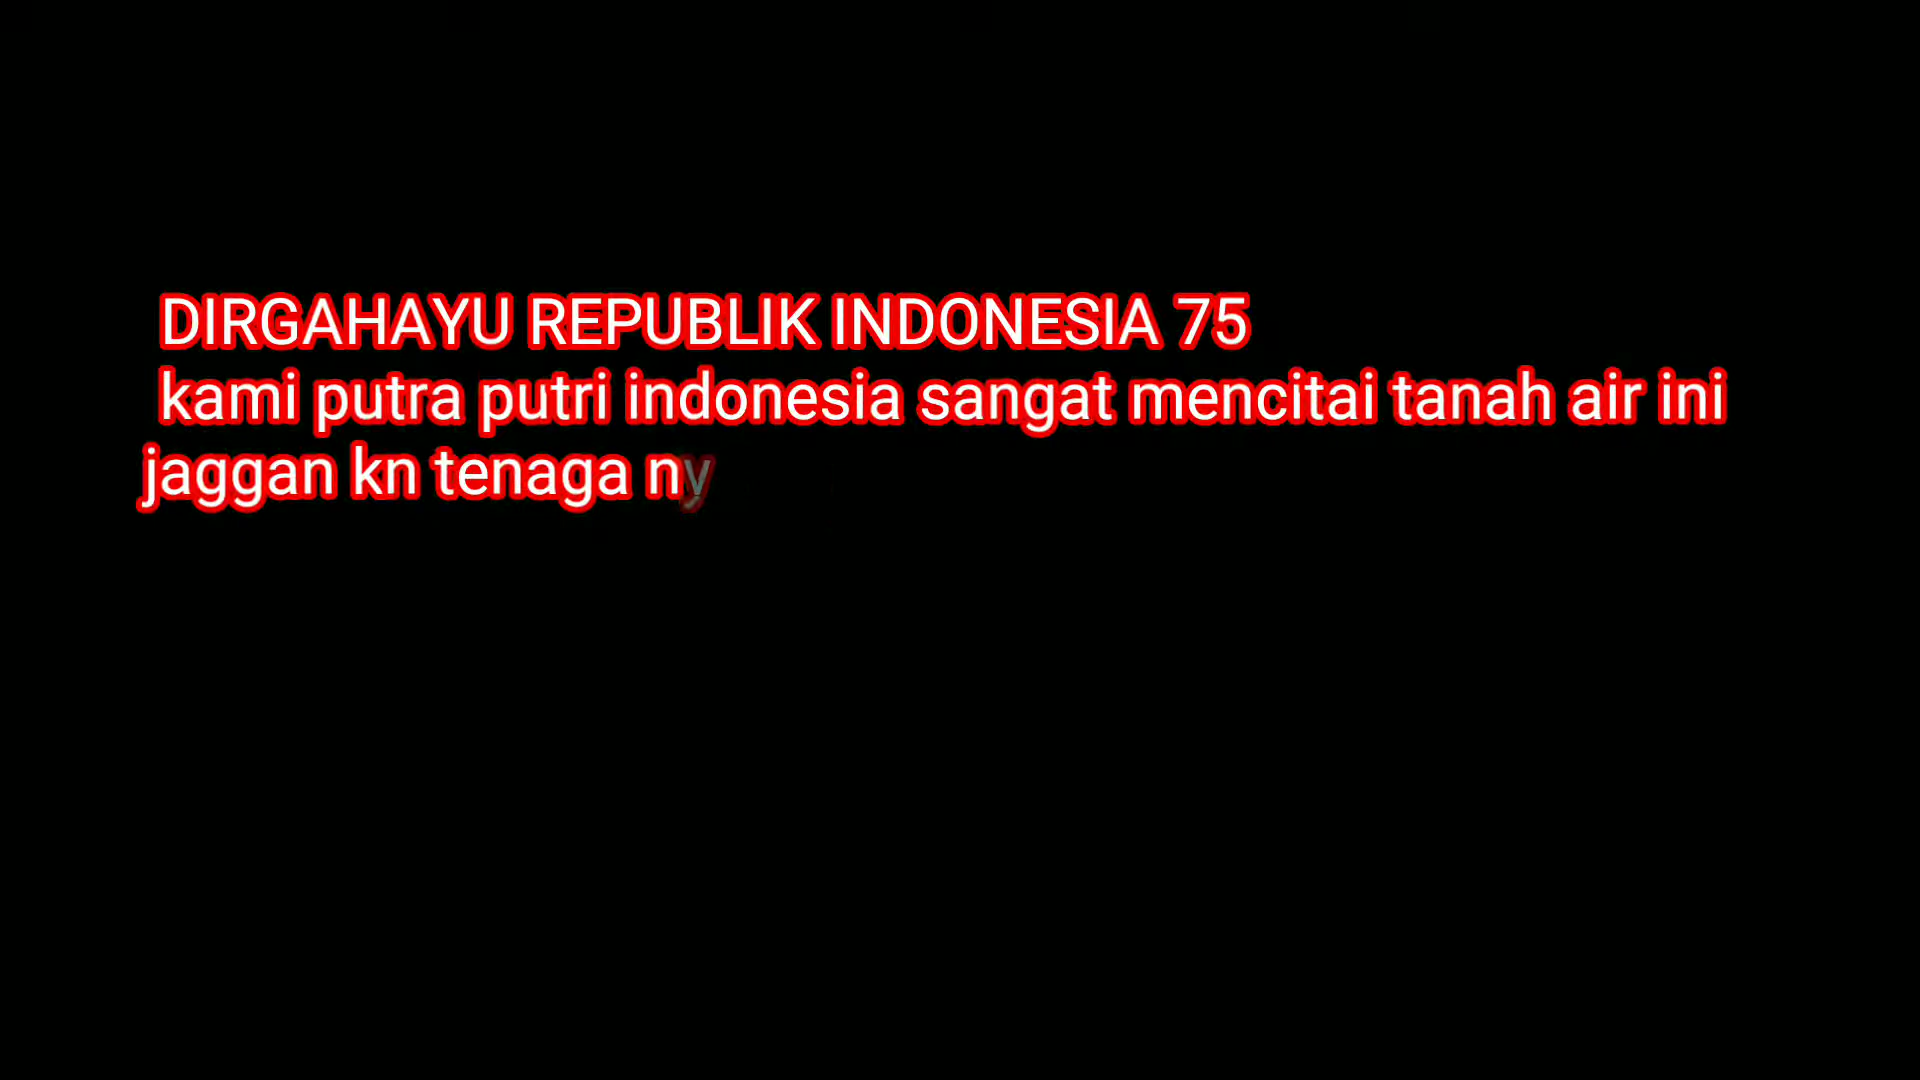 DIRGAHAYU REPUBLIK INDONESIA 75
kami putra putri indonesia sangat mencitai tanah air ini
jaggan kn tenaga ny